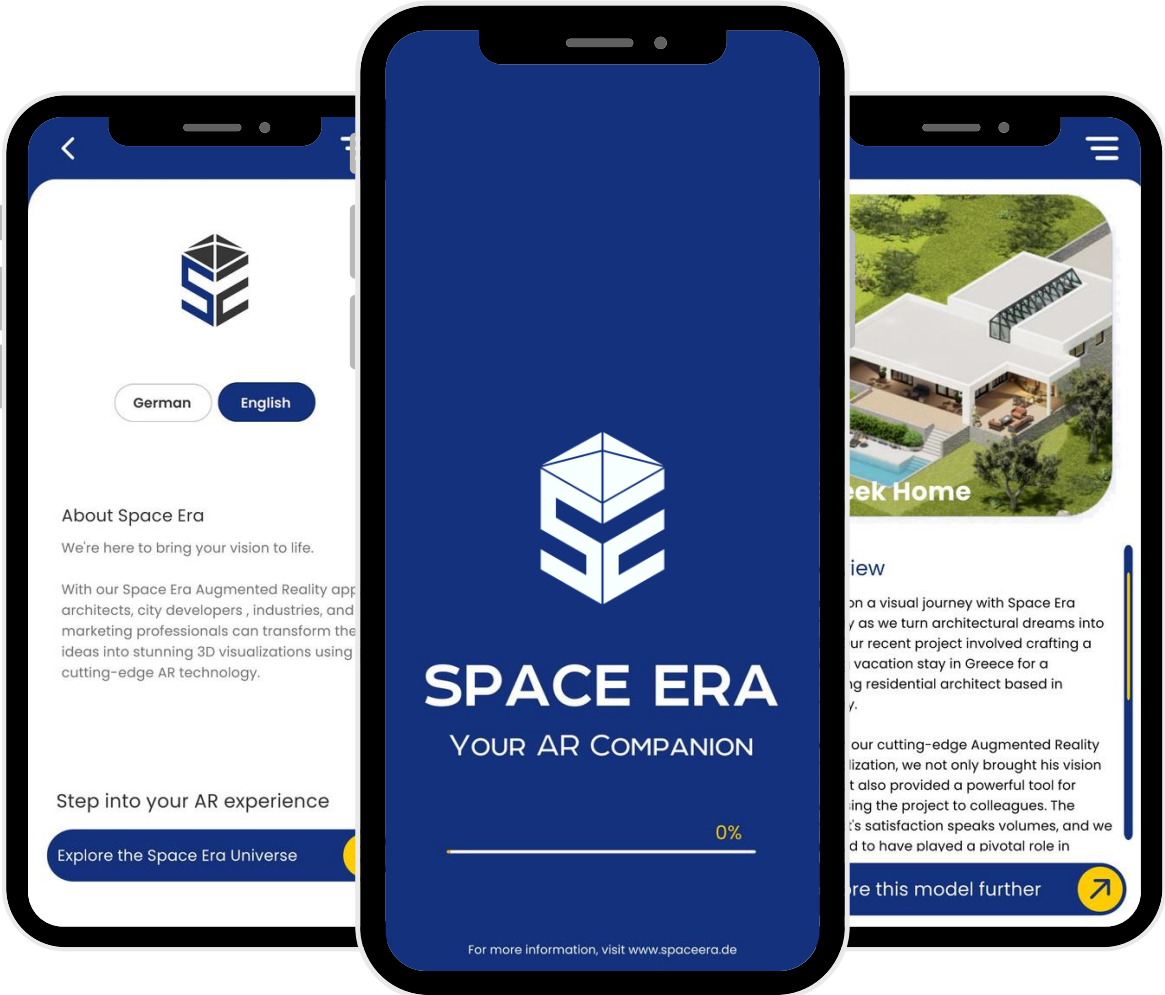 German
English
About Space Era
We're here to bring your vision to life.
With our Space Era Augmented Reality app
architects, city developers , industries, and
marketing professionals can transform the
ideas into stunning 3D visualizations using
cutting-edge AR technology.
Step into your AR experience
Explore the Space Era Universe
SPACE ERA
YOUR AR COMPANION
0%
For more information, visit www.spaceera.de
Home
on a visual journey with Space Era
as we turn architectural dreams into
ur recent project involved crafting a
vacation stay in Greece for a
ng residential architect based in
our cutting-edge Augmented Reality
lization, we not only brought his vision
t also provided a powerful tool for
ing the project to colleagues. The
t's satisfaction speaks volumes, and we
d to have played a pivotal role in
re this model further